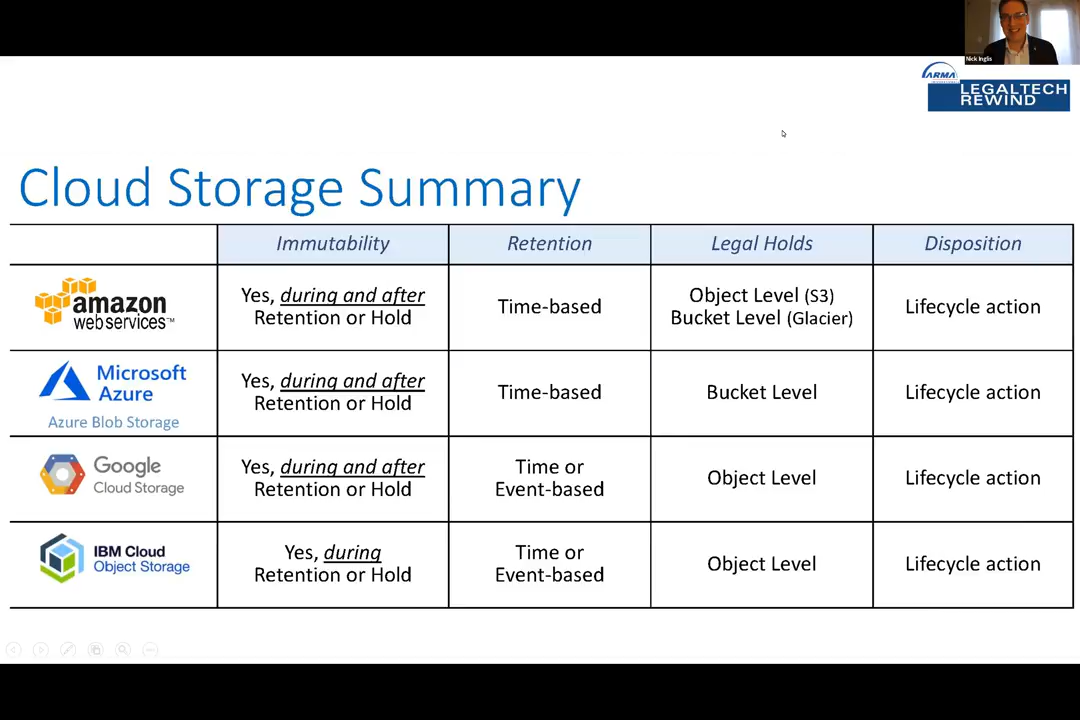 Nick Inglis
ARMA
LEGALTECH
REWIND
Cloud Storage Summary
Immutability
Retention
Legal Holds
Disposition
amazon
webservices™
Yes, during and after
Retention or Hold
Time-based
Object Level (S3)
Bucket Level (Glacier)
Lifecycle action
Microsoft
Azure
Azure Blob Storage
Yes, during and after
Retention or Hold
Time-based
Bucket Level
Lifecycle action
Google
Cloud Storage
Yes, during and after
Retention or Hold
Time or
Event-based
Object Level
Lifecycle action
IBM Cloud
Object Storage
Yes, during
Retention or Hold
Time or
Event-based
Object Level
Lifecycle action